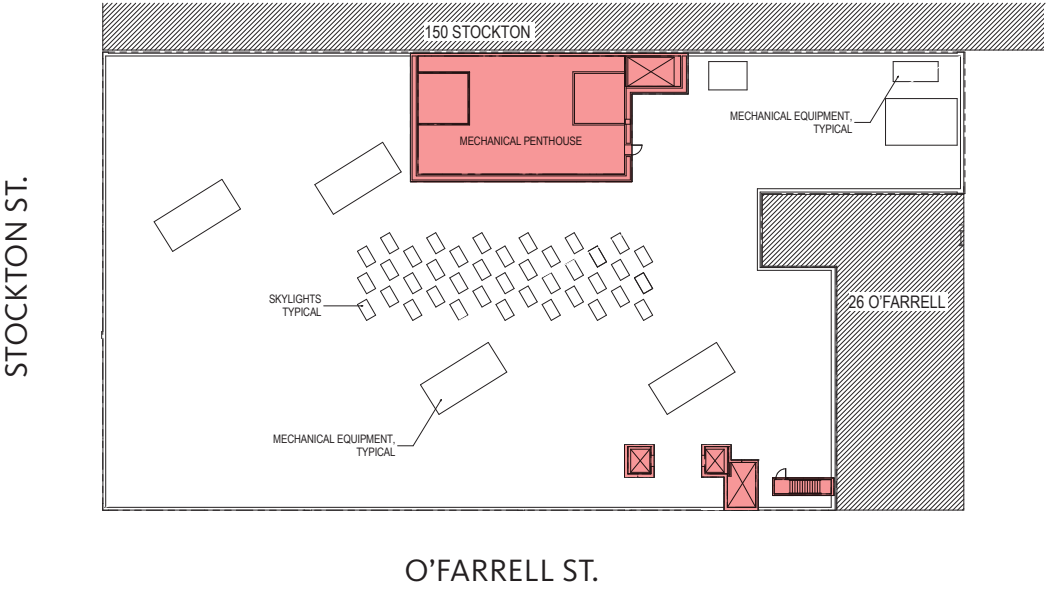 150 STOCKTON
MECHANICAL EQUIPMENT,
TYPICAL
MECHANICAL PENTHOUSE
STOCKTON ST.
SKYLIGHTS
TYPICAL
26 O'FARRELL
MECHANICAL EQUIPMENT,
TYPICAL
O'FARRELL ST.